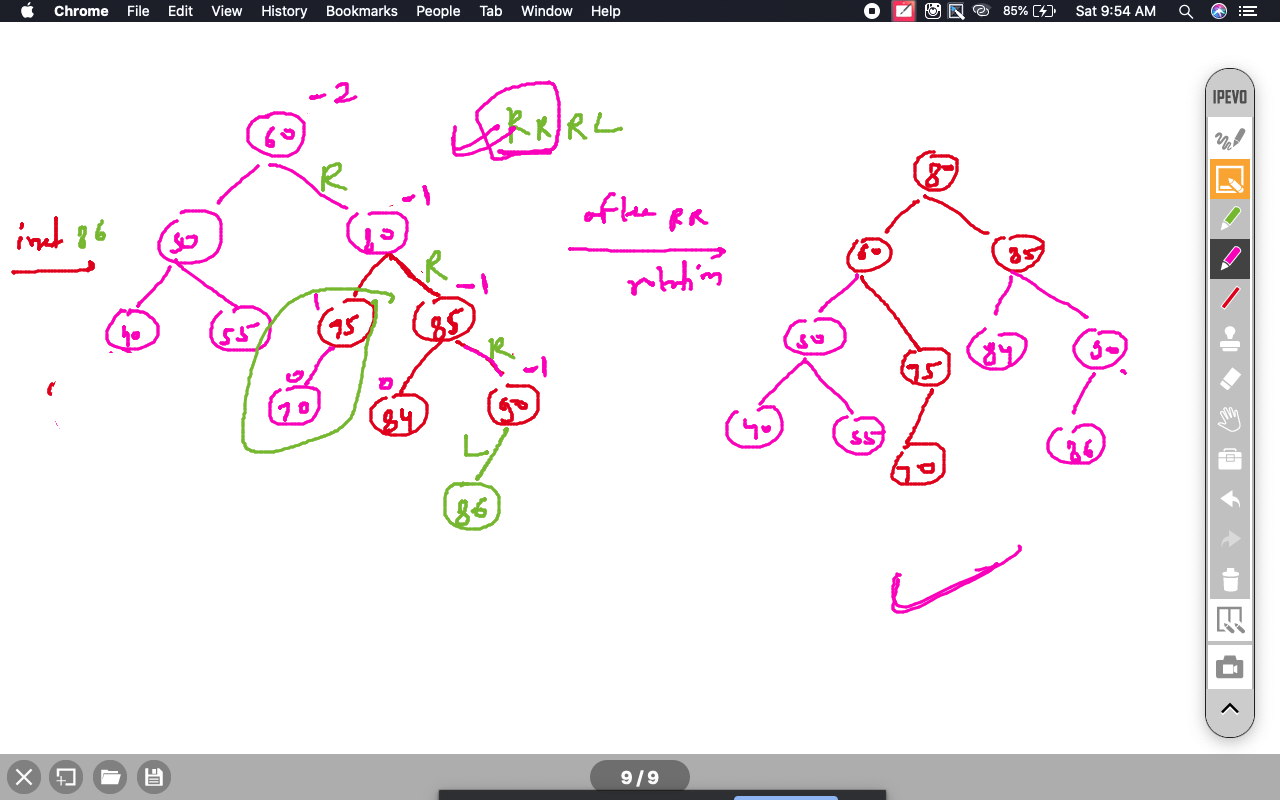 Chrome File Edit View History Bookmarks People Tab Window Help 85% Sat 9:54 AM
IPEVO
-2
60
RR RL
R
-1
80
50
insert 86
R
-1
40
55
1
75
85
R
-1
0
70
0
84
90
L
86
after RR
rotation
80
60
85
50
84
90
75
40
55
70
86
9 / 9